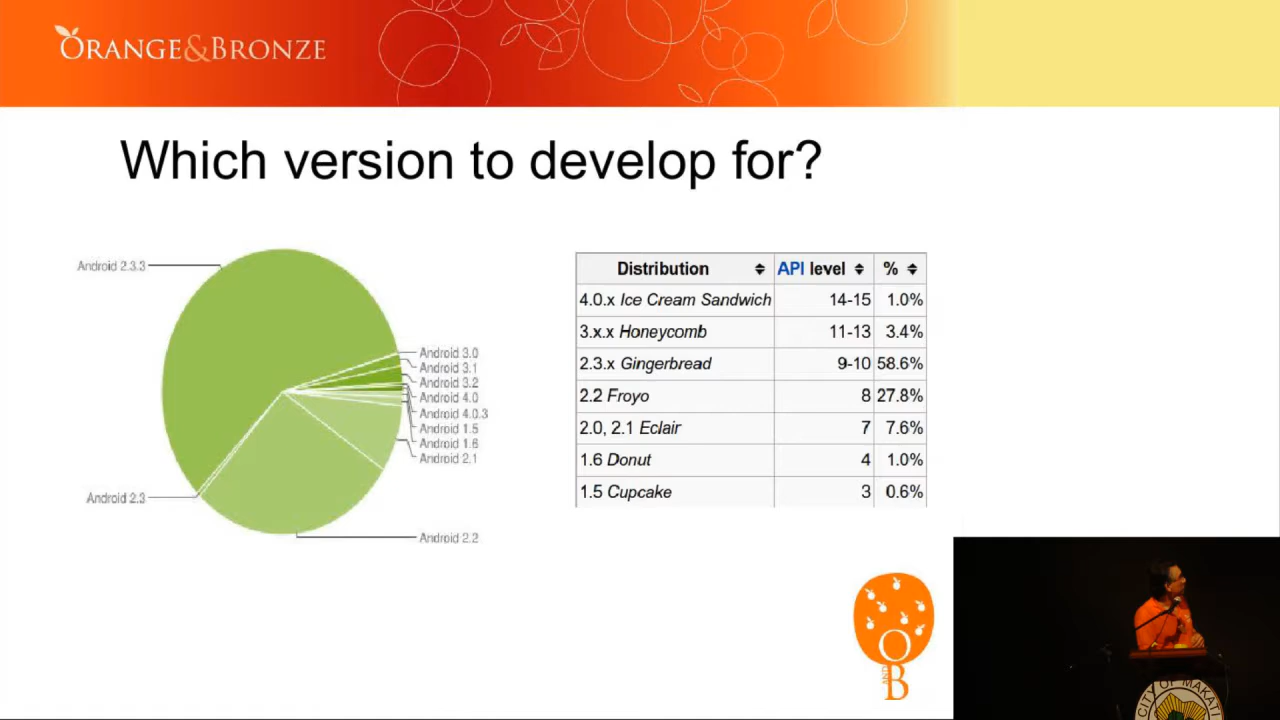 ORANGE&BRONZE
Which version to develop for?
Android 2.3.3
Android 3.0
Android 3.1
Android 3.2
Android 4.0
Android 4.0.3
Android 1.5
Android 1.6
Android 2.1
Android 2.3
Android 2.2
Distribution API level %
4.0.x Ice Cream Sandwich 14-15 1.0%
3.x.x Honeycomb 11-13 3.4%
2.3.x Gingerbread 9-10 58.6%
2.2 Froyo 8 27.8%
2.0, 2.1 Eclair 7 7.6%
1.6 Donut 4 1.0%
1.5 Cupcake 3 0.6%
O
AND
B
CITY OF MAKATI